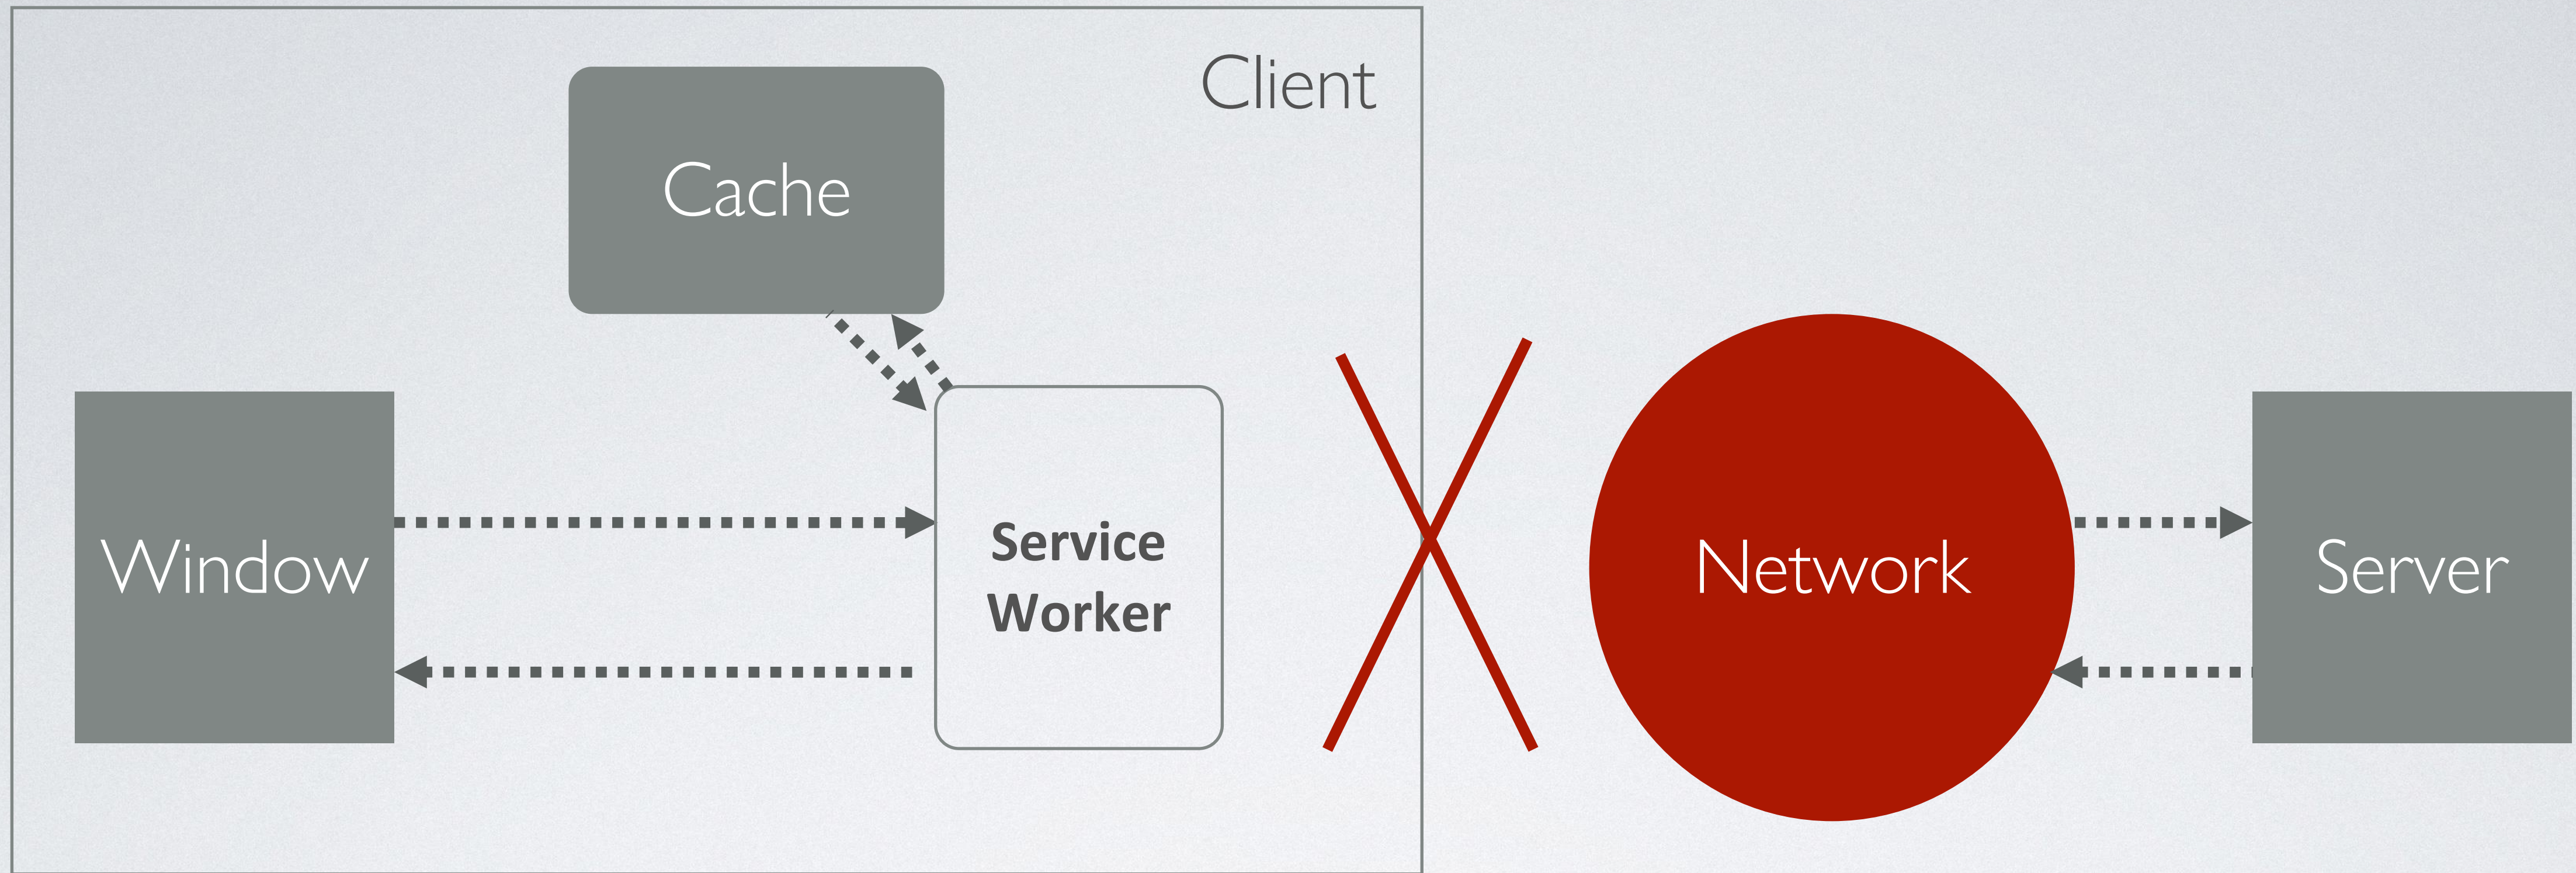 Client
Cache
Window
Service
Worker
Network
Server